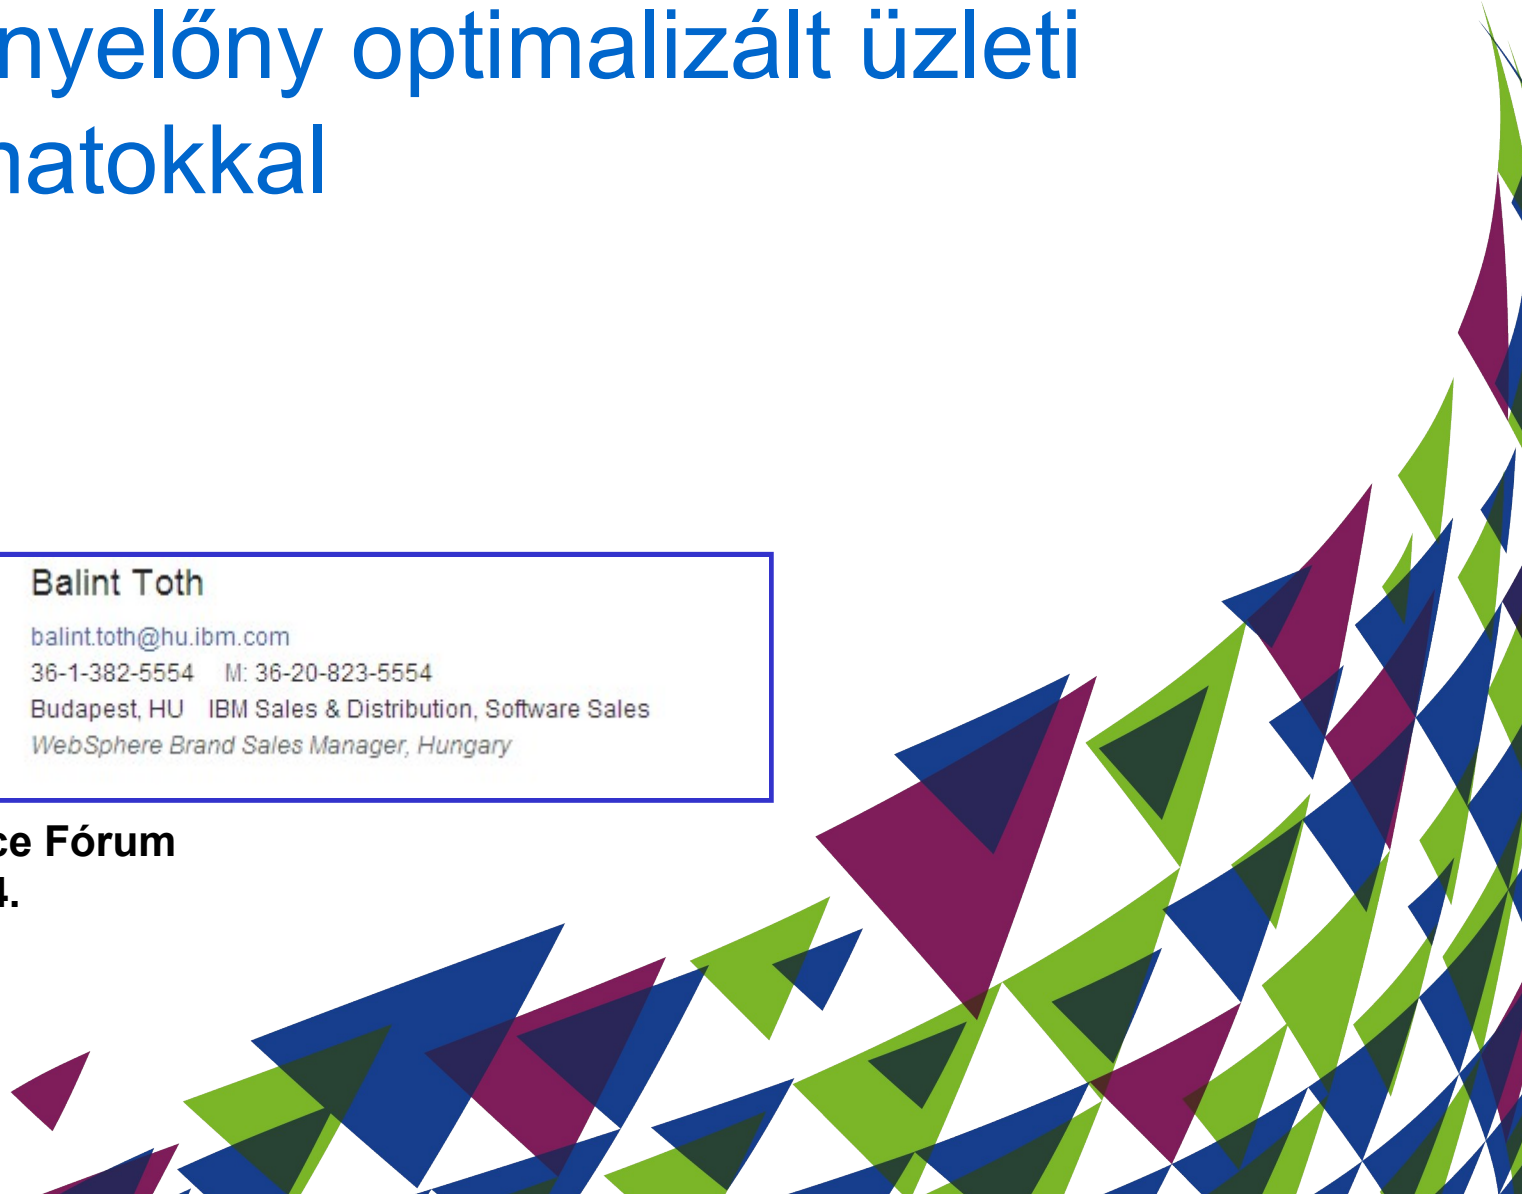 nyelőny optimalizált üzleti
natokkal
Balint Toth
balint.toth@hu.ibm.com
36-1-382-5554 M: 36-20-823-5554
Budapest, HU IBM Sales & Distribution, Software Sales
WebSphere Brand Sales Manager, Hungary
ce Fórum
4.